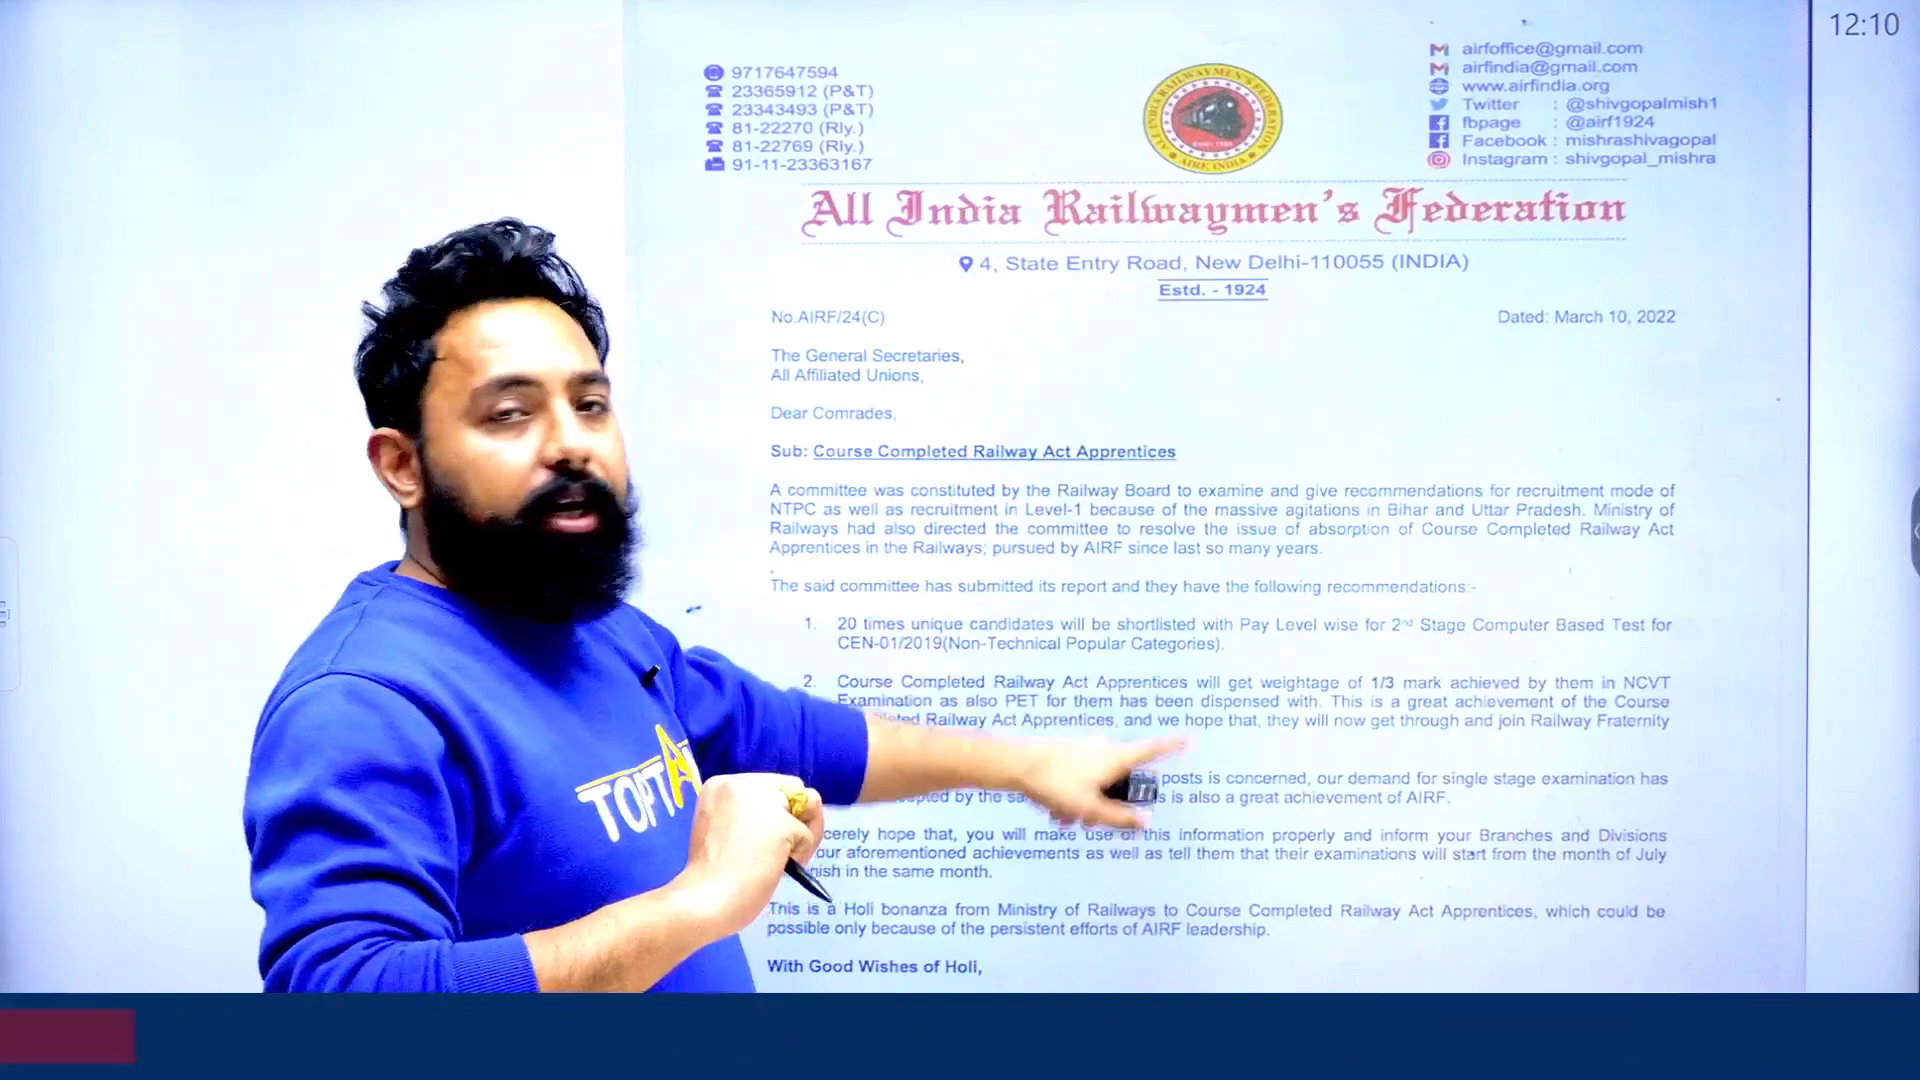 12:10
9717647594
23365912 (P&T)
23343493 (P&T)
81-22270 (Rly.)
81-22769 (Rly.)
91-11-23363167
airfoffice@gmail.com
airfindia@gmail.com
www.airfindia.org
Twitter : @shivgopalmish1
fbpage : @airf1924
Facebook : mishrashivagopal
Instagram : shivgopal_mishra
ALL INDIA RAILWAYMEN'S FEDERATION
AIRF, INDIA
All India Railwaymen's Federation
4, State Entry Road, New Delhi-110055 (INDIA)
Estd. - 1924
No.AIRF/24(C)
Dated: March 10, 2022
The General Secretaries,
All Affiliated Unions,
Dear Comrades,
Sub: Course Completed Railway Act Apprentices
A committee was constituted by the Railway Board to examine and give recommendations for recruitment mode of
NTPC as well as recruitment in Level-1 because of the massive agitations in Bihar and Uttar Pradesh. Ministry of
Railways had also directed the committee to resolve the issue of absorption of Course Completed Railway Act
Apprentices in the Railways; pursued by AIRF since last so many years.
The said committee has submitted its report and they have the following recommendations:-
1. 20 times unique candidates will be shortlisted with Pay Level wise for 2nd Stage Computer Based Test for
CEN-01/2019(Non-Technical Popular Categories).
2. Course Completed Railway Act Apprentices will get weightage of 1/3 mark achieved by them in NCVT
Examination as also PET for them has been dispensed with. This is a great achievement of the Course
Railway Act Apprentices, and we hope that, they will now get through and join Railway Fraternity
posts is concerned, our demand for single stage examination has
by the is also a great achievement of AIRF.
hope that, you will make use of this information properly and inform your Branches and Divisions
our aforementioned achievements as well as tell them that their examinations will start from the month of July
in the same month.
This is a Holi bonanza from Ministry of Railways to Course Completed Railway Act Apprentices, which could be
possible only because of the persistent efforts of AIRF leadership.
With Good Wishes of Holi,
TOPTA